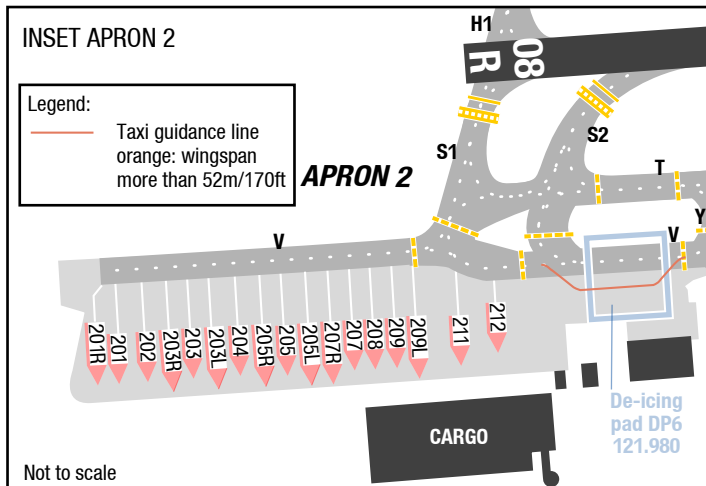 INSET APRON 2
H1
08
R
Legend:
Taxi guidance line
orange: wingspan
more than 52m/170ft
APRON 2
S1
S2
T
Y
V
V
201R
201
202
203R
203
203L
204
205R
205
205L
207R
207
208
209
209L
211
212
De-icing
pad DP6
121.980
CARGO
Not to scale